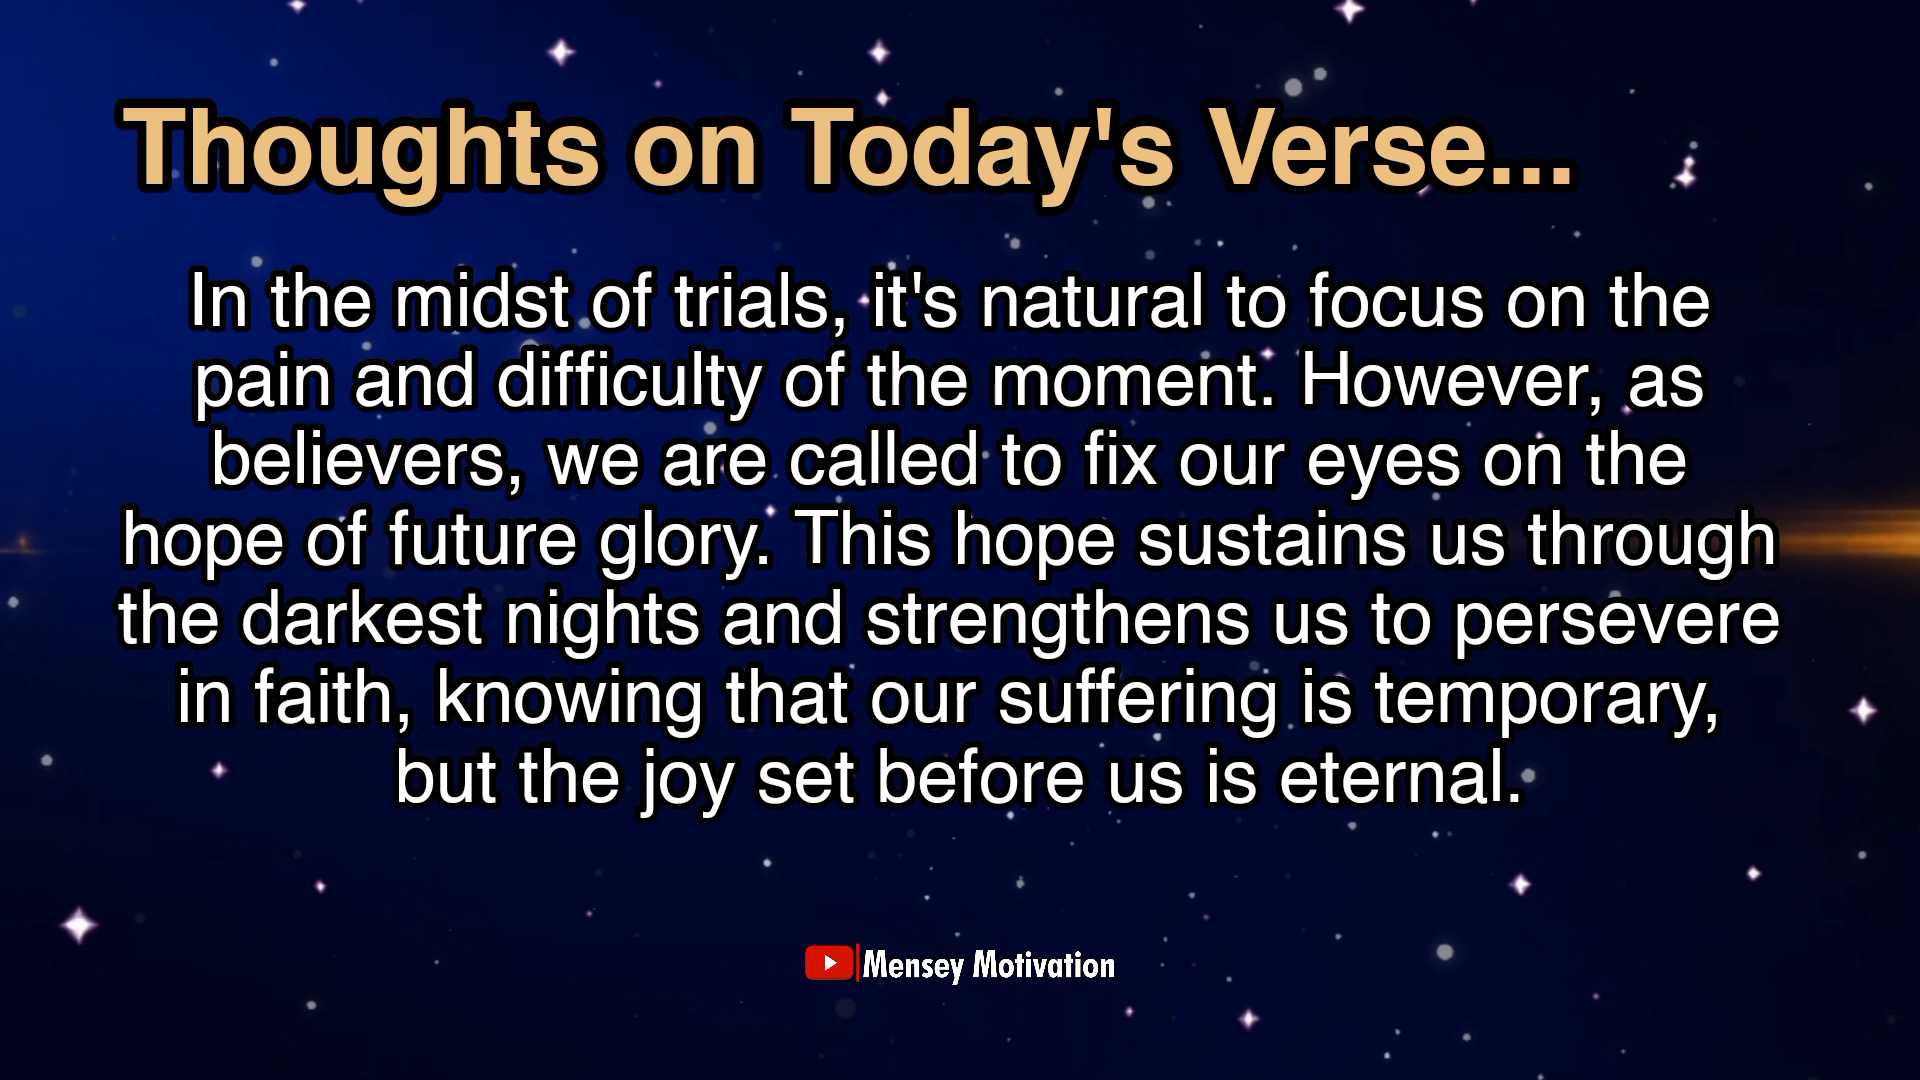 Thoughts on Today's Verse...
In the midst of trials, it's natural to focus on the
pain and difficulty of the moment. However, as
believers, we are called to fix our eyes on the
hope of future glory. This hope sustains us through
the darkest nights and strengthens us to persevere
in faith, knowing that our suffering is temporary,
but the joy set before us is eternal.
Mensey Motivation